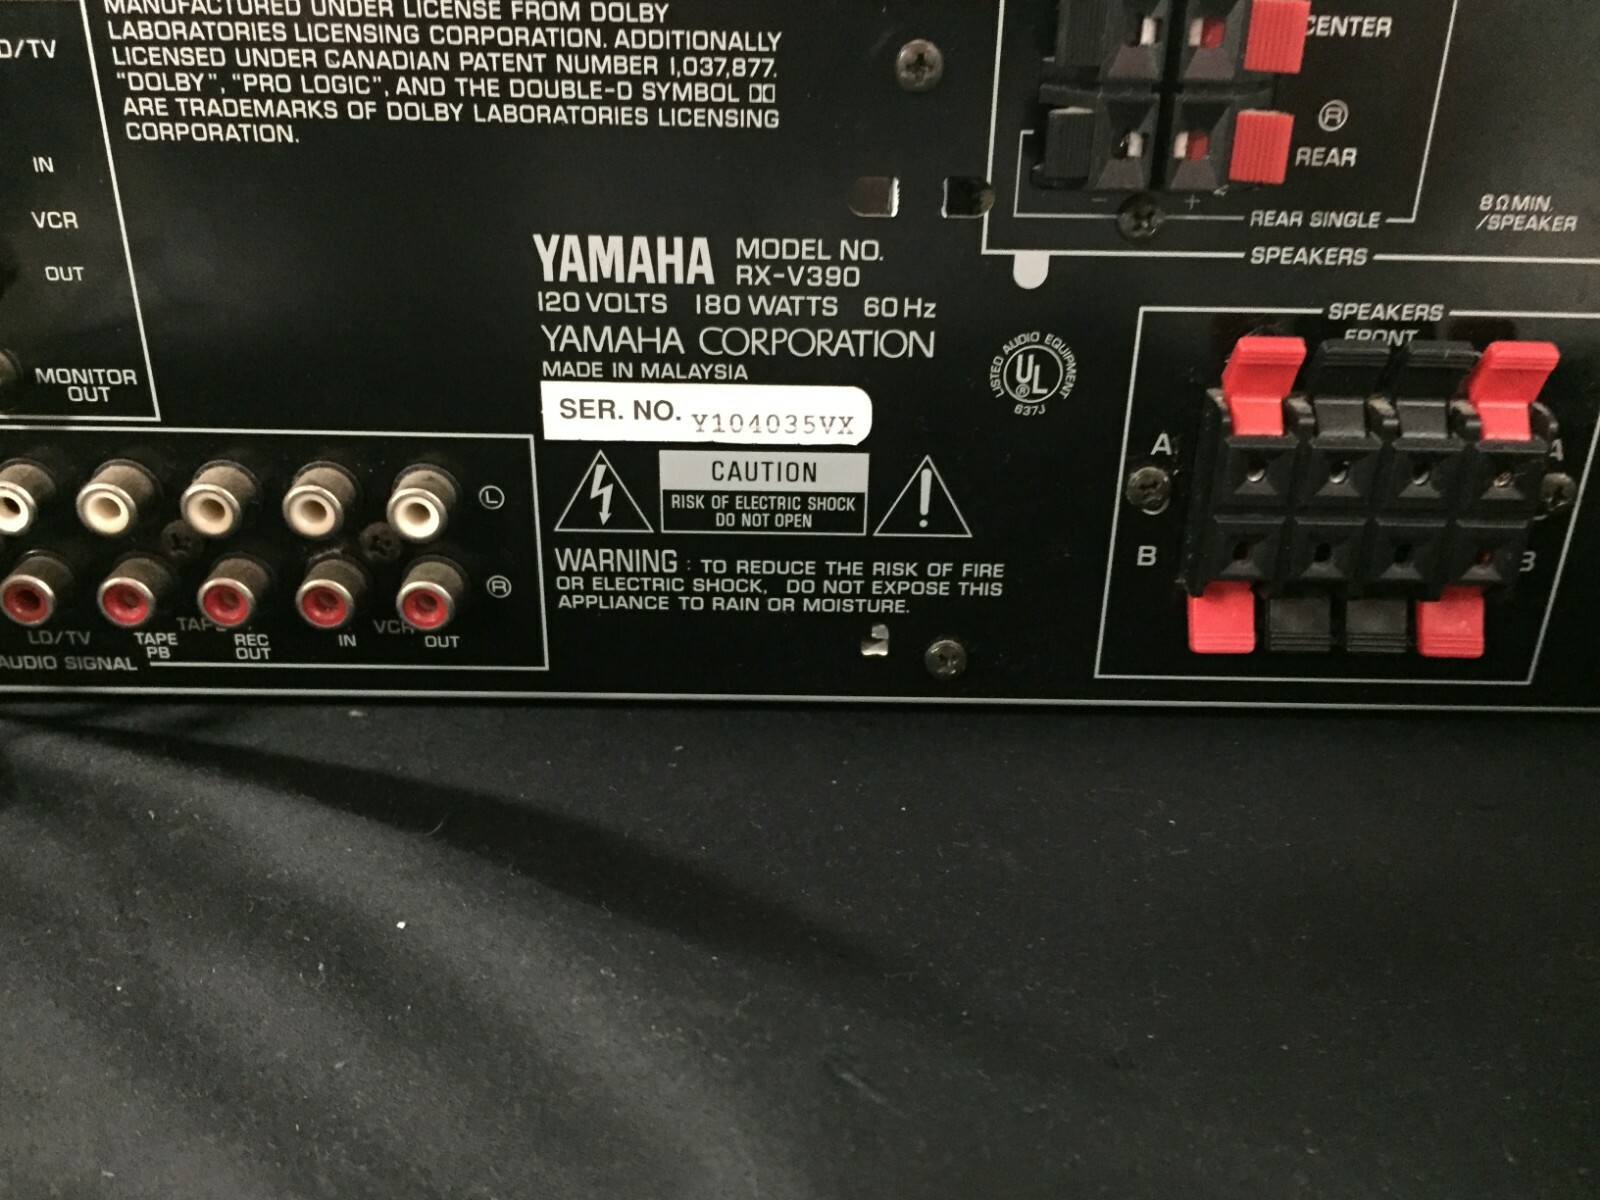 MANUFACTURED UNDER LICENSE FROM DOLBY
LABORATORIES LICENSING CORPORATION. ADDITIONALLY
LICENSED UNDER CANADIAN PATENT NUMBER 1,037,877.
"DOLBY", "PRO LOGIC", AND THE DOUBLE-D SYMBOL
ARE TRADEMARKS OF DOLBY LABORATORIES LICENSING
CORPORATION.
D/TV
IN
VCR
OUT
MONITOR
OUT
CENTER
R
REAR
- +
REAR SINGLE
SPEAKERS
8ΩMIN.
/SPEAKER
YAMAHA
MODEL NO.
RX-V390
120 VOLTS 180 WATTS 60 Hz
YAMAHA CORPORATION
MADE IN MALAYSIA
SER. NO. Y104035VX
LISTED AUDIO EQUIPMENT
UL
®
637J
CAUTION
RISK OF ELECTRIC SHOCK
DO NOT OPEN
WARNING : TO REDUCE THE RISK OF FIRE
OR ELECTRIC SHOCK, DO NOT EXPOSE THIS
APPLIANCE TO RAIN OR MOISTURE.
SPEAKERS
FRONT
A
A
B
B
L
R
LD/TV
TAPE
PB
REC
OUT
IN
VCR
OUT
AUDIO SIGNAL